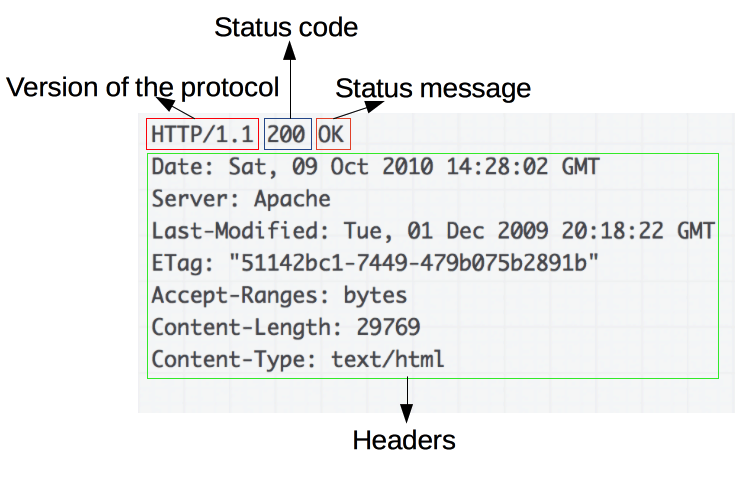 Status code
Version of the protocol
Status message
HTTP/1.1 200 OK
Date: Sat, 09 Oct 2010 14:28:02 GMT
Server: Apache
Last-Modified: Tue, 01 Dec 2009 20:18:22 GMT
ETag: "51142bc1-7449-479b075b2891b"
Accept-Ranges: bytes
Content-Length: 29769
Content-Type: text/html
Headers